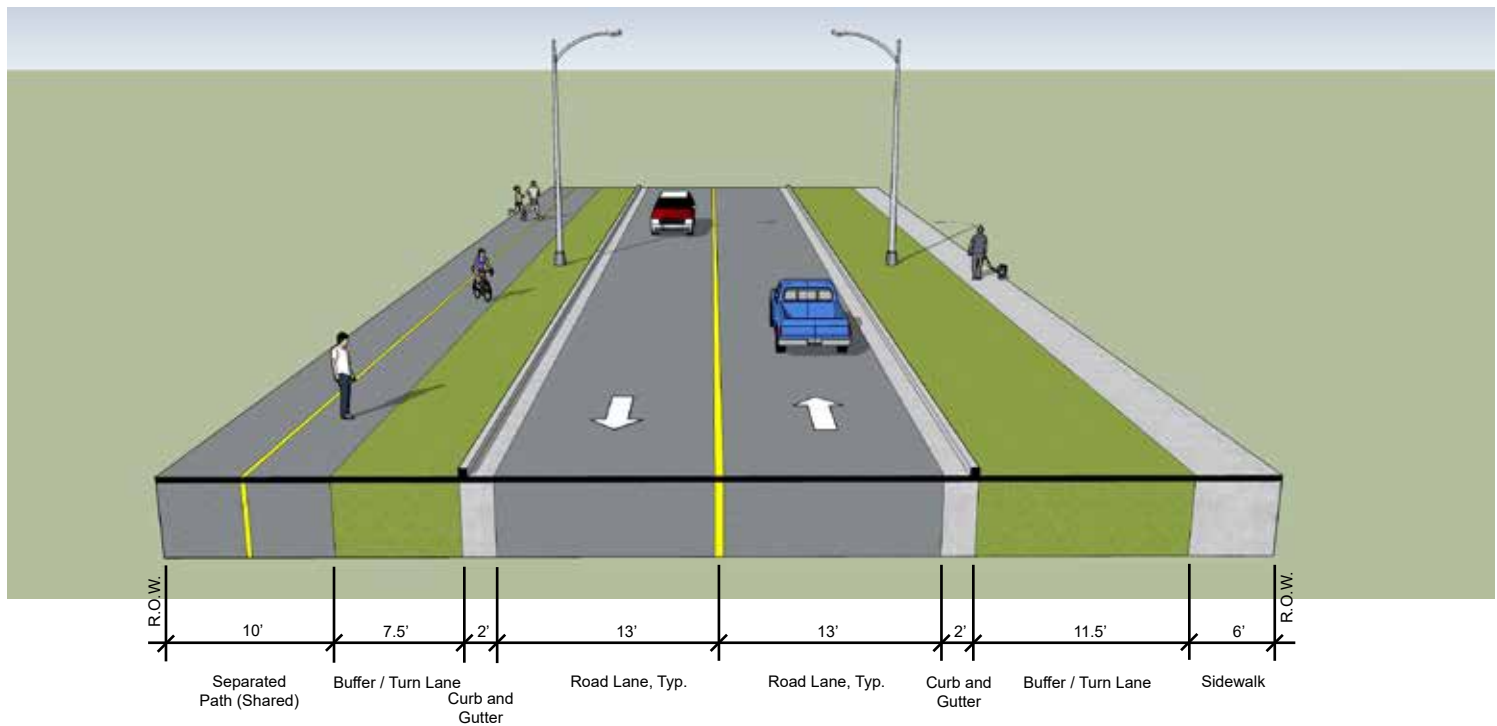 R.O.W.
10’
7.5’
2’
13’
13’
2’
11.5’
6’
R.O.W.
Separated
Path (Shared)
Buffer / Turn Lane
Curb and
Gutter
Road Lane, Typ.
Road Lane, Typ.
Curb and
Gutter
Buffer / Turn Lane
Sidewalk